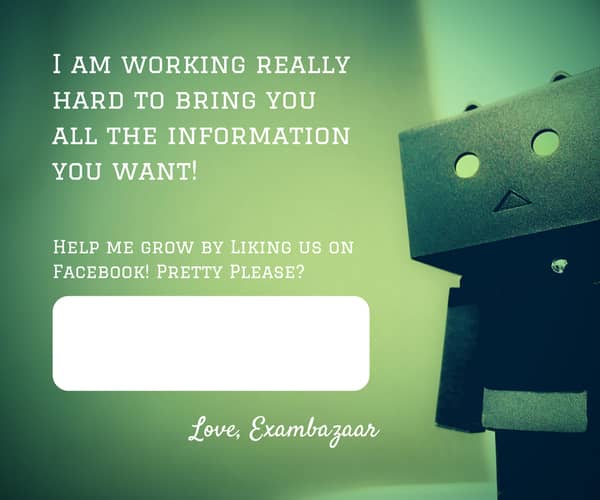 I am working really
hard to bring you
all the information
you want!
Help me grow by Liking us on
Facebook! Pretty Please?
Love, Exambazaar